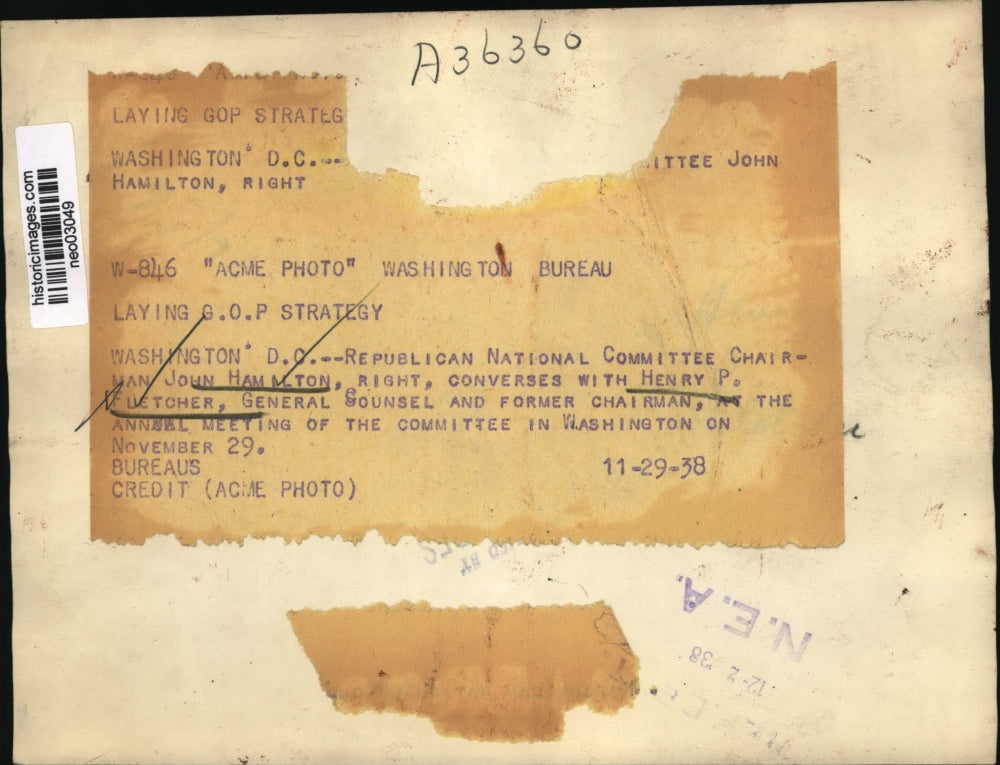 A36360
LAYING GOP STRATEG
WASHINGTON' D.C.-- ITTEE JOHN
HAMILTON, RIGHT
historicimages.com
neo03049
W-846 "ACME PHOTO" WASHINGTON BUREAU
LAYING G.O.P STRATEGY
WASHINGTON' D.C.--REPUBLICAN NATIONAL COMMITTEE CHAIR-
MAN JOHN HAMILTON, RIGHT, CONVERSES WITH HENRY P.
FLETCHER, GENERAL COUNSEL AND FORMER CHAIRMAN, AT THE
ANNUAL MEETING OF THE COMMITTEE IN WASHINGTON ON
NOVEMBER 29.
BUREAUS 11-29-38
CREDIT (ACME PHOTO)
BY
N.E.A.
12-2 '38